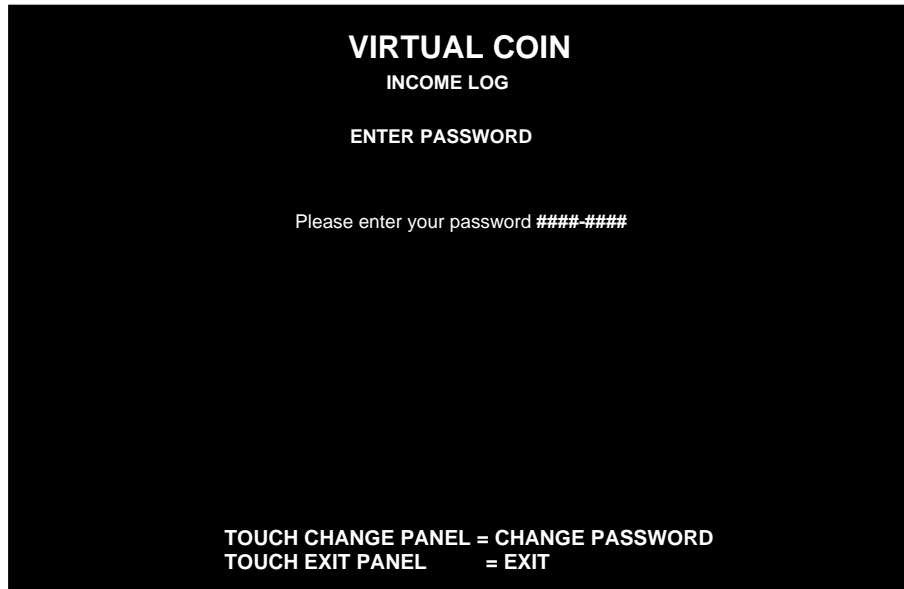 VIRTUAL COIN
INCOME LOG
ENTER PASSWORD
Please enter your password ####-####
TOUCH CHANGE PANEL = CHANGE PASSWORD
TOUCH EXIT PANEL = EXIT